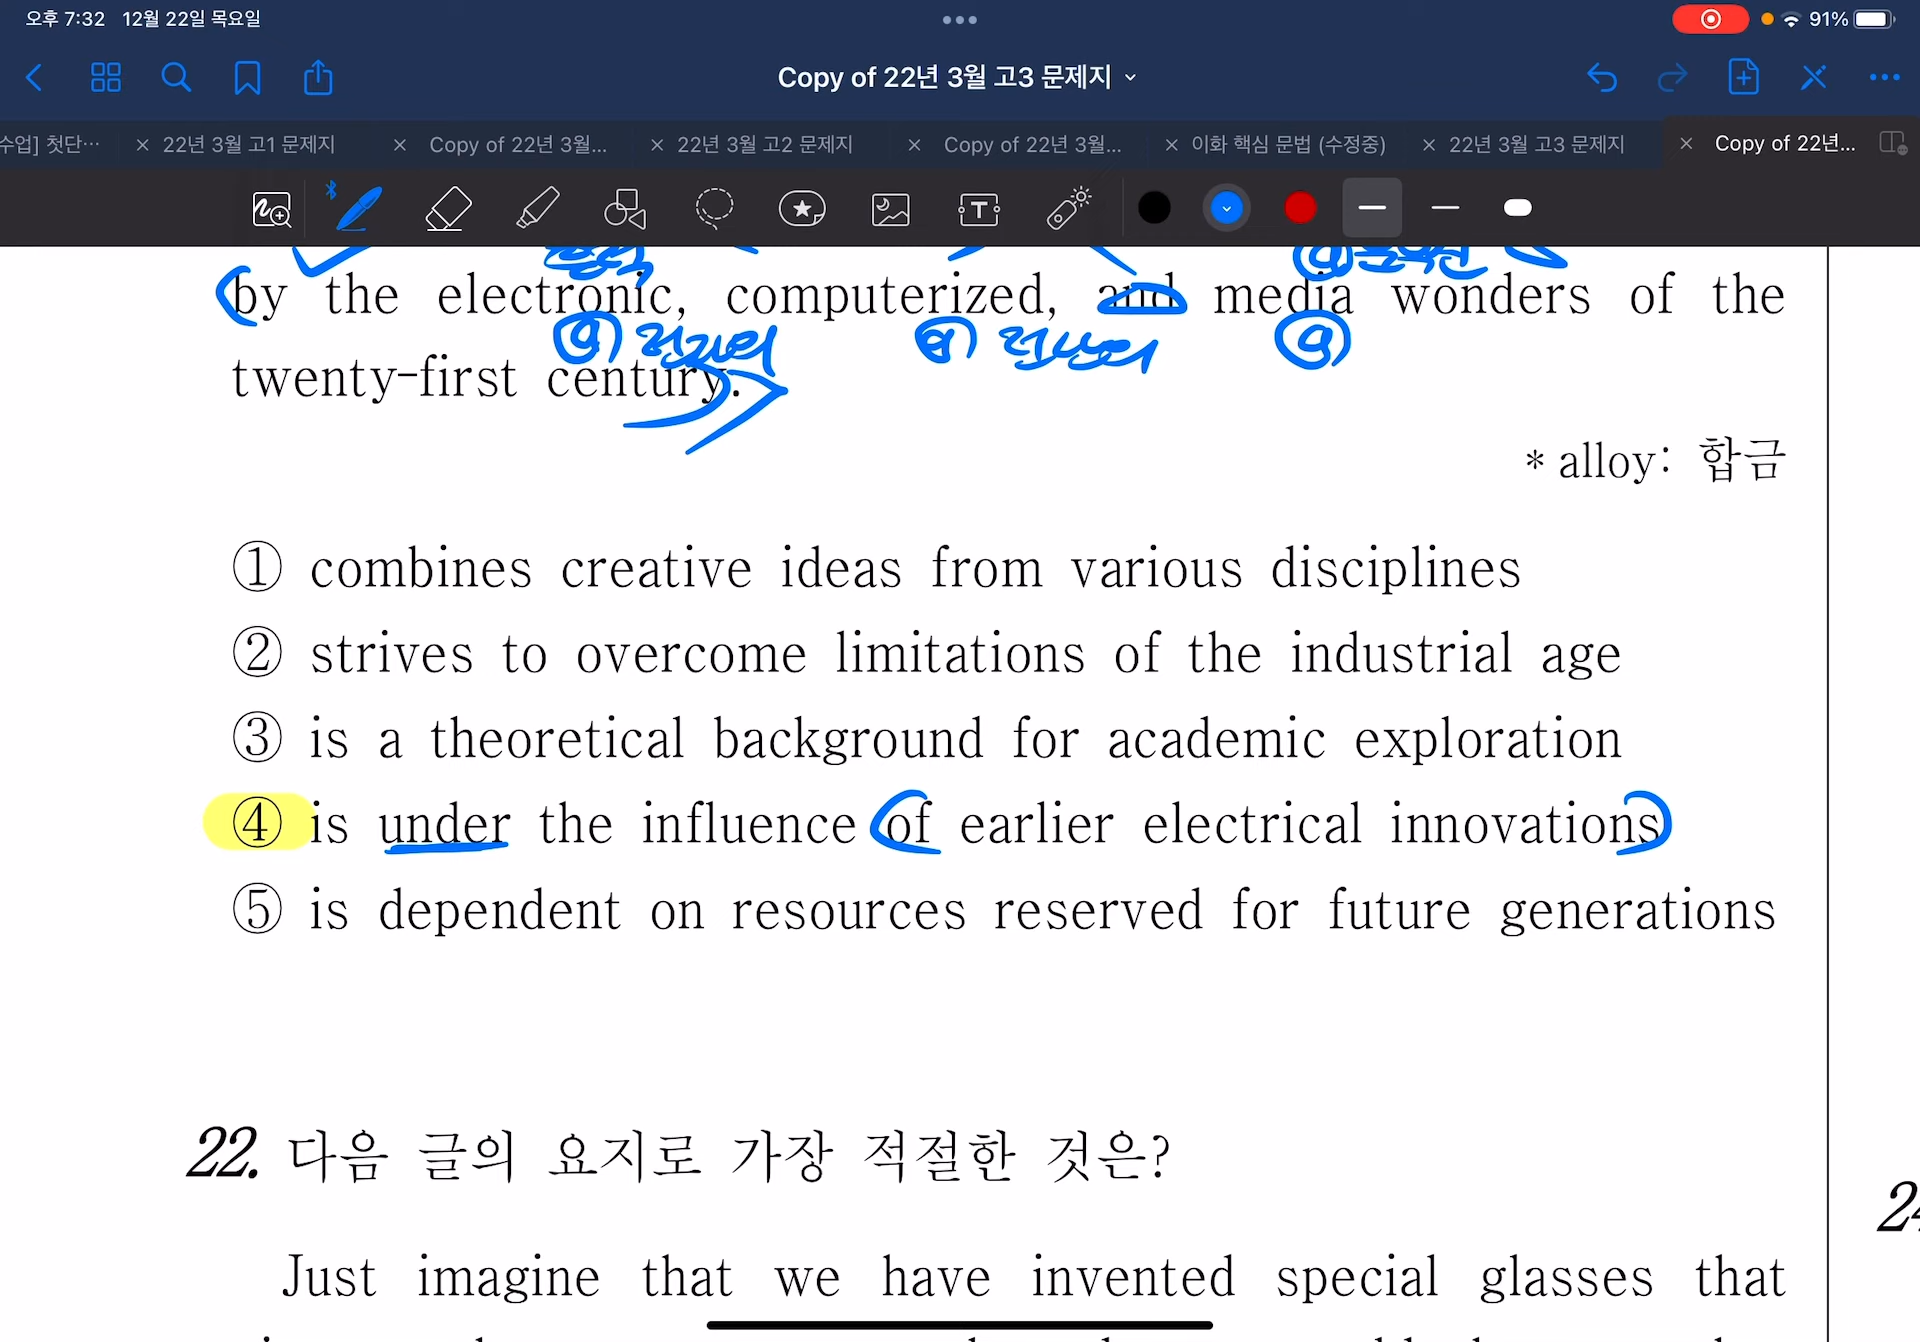 오후 7:32 12월 22일 목요일
91%
Copy of 22년 3월 고3 문제지
수업] 첫단… 22년 3월 고1 문제지 Copy of 22년 3월... 22년 3월 고2 문제지 Copy of 22년 3월... 이화 핵심 문법 (수정중) 22년 3월 고3 문제지 Copy of 22년...
by the electronic, computerized, and media wonders of the
twenty-first century.
* alloy: 합금
① combines creative ideas from various disciplines
② strives to overcome limitations of the industrial age
③ is a theoretical background for academic exploration
④ is under the influence of earlier electrical innovations
⑤ is dependent on resources reserved for future generations
22. 다음 글의 요지로 가장 적절한 것은?
Just imagine that we have invented special glasses that